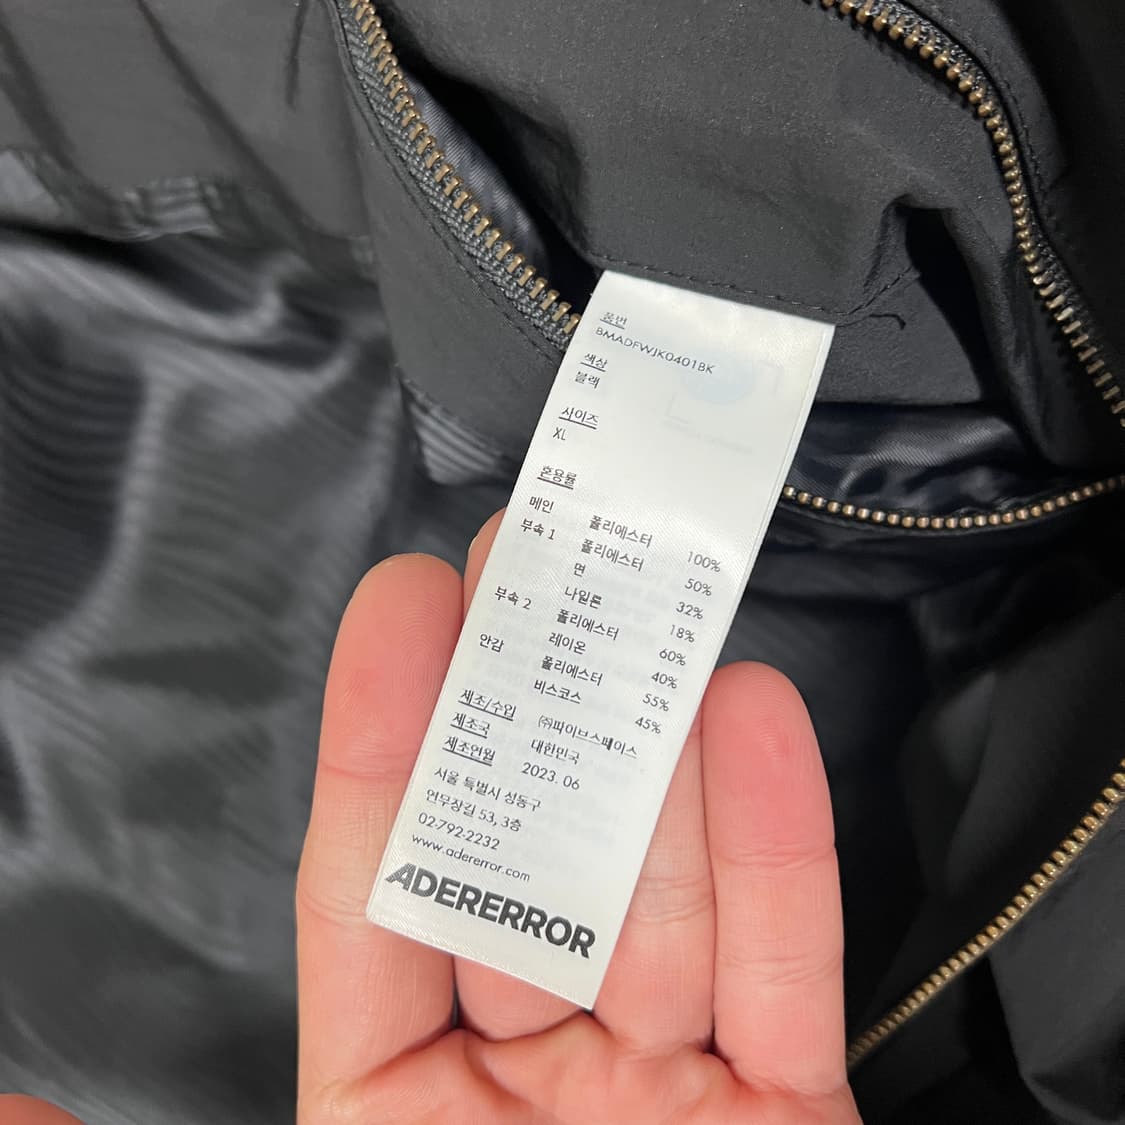 품번
BMADFWJK0401BK
색상
블랙
사이즈
XL
혼용률
메인 폴리에스터 100%
부속 1 폴리에스터 50%
면 32%
나일론 18%
부속 2 폴리에스터 60%
레이온 40%
안감 폴리에스터 55%
비스코스 45%
제조/수입 ㈜파이브스페이스
제조국 대한민국
제조연월 2023. 06
서울 특별시 성동구
연무장길 53, 3층
02-792-2232
www.adererror.com
ADERERROR